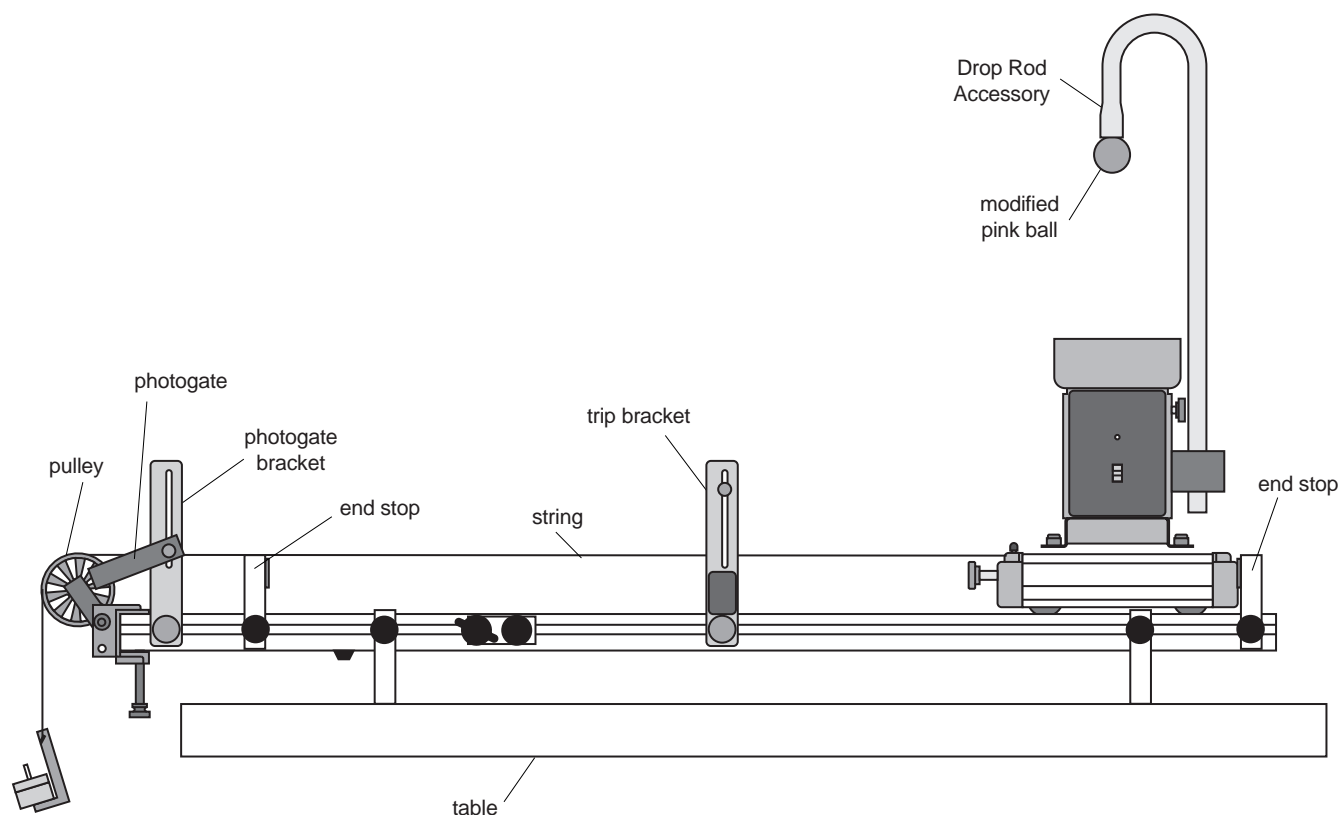 Drop Rod
Accessory
modified
pink ball
photogate
trip bracket
photogate
bracket
pulley
end stop
end stop
string
table